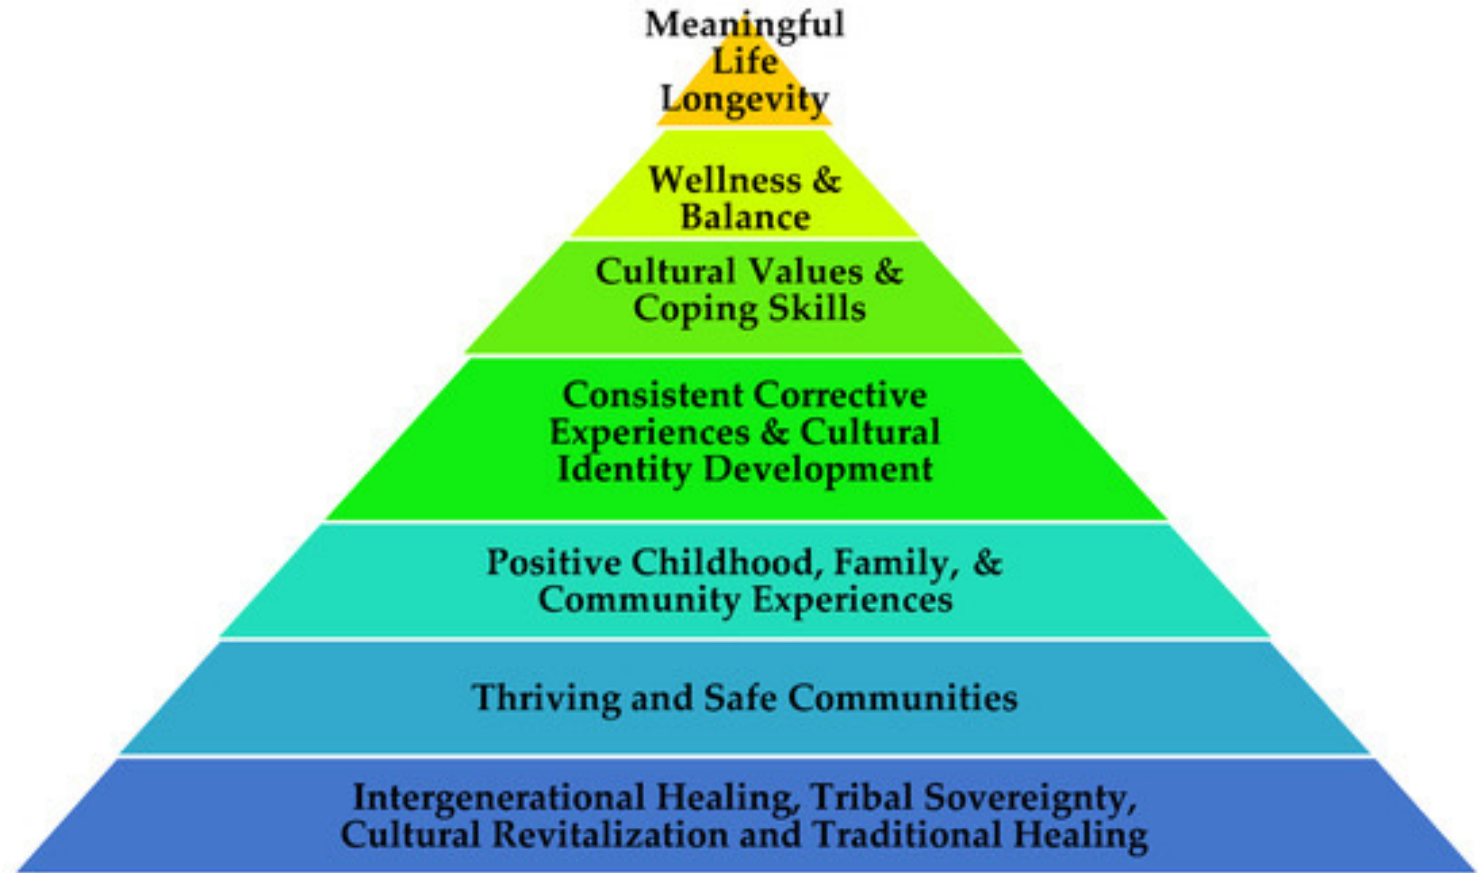 Meaningful
Life
Longevity
Wellness &
Balance
Cultural Values &
Coping Skills
Consistent Corrective
Experiences & Cultural
Identity Development
Positive Childhood, Family, &
Community Experiences
Thriving and Safe Communities
Intergenerational Healing, Tribal Sovereignty,
Cultural Revitalization and Traditional Healing